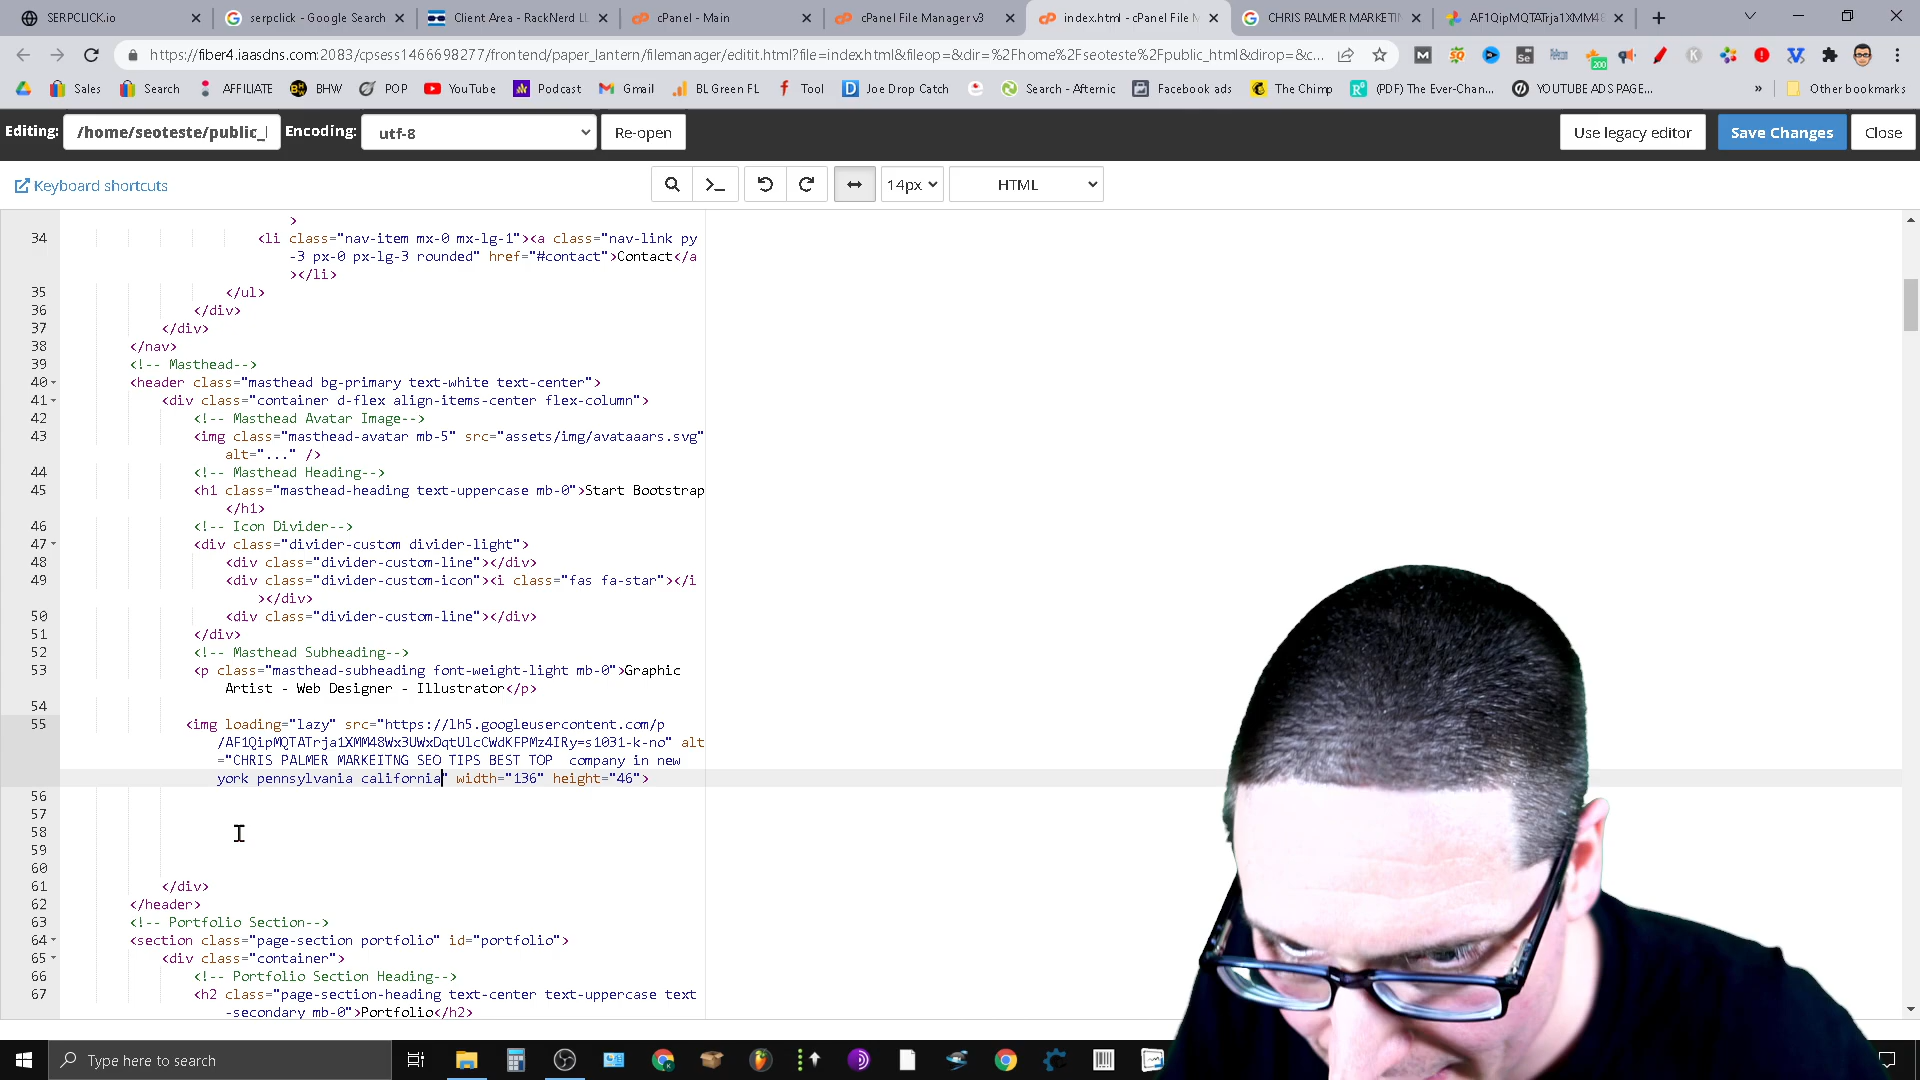 SERPCLICK.io
serpclick - Google Search
Client Area - RackNerd LL
cPanel - Main
cPanel File Manager v3
index.html - cPanel File M
CHRIS PALMER MARKETIN
AF1QipMQTATrja1XMM48
https://fiber4.iaasdns.com:2083/cpsess1466698277/frontend/paper_lantern/filemanager/editit.html?file=index.html&fileop=&dir=%2Fhome%2Fseoteste%2Fpublic_html&dirop=&c...
Sales
Search
AFFILIATE
BHW
POP
YouTube
Podcast
Gmail
BL Green FL
Tool
Joe Drop Catch
Search - Afternic
Facebook ads
The Chimp
(PDF) The Ever-Chan...
YOUTUBE ADS PAGE...
»
Other bookmarks
Editing:
/home/seoteste/public_l
Encoding:
utf-8
Re-open
Use legacy editor
Save Changes
Close
Keyboard shortcuts
14px
HTML
>
34 <li class="nav-item mx-0 mx-lg-1"><a class="nav-link py
-3 px-0 px-lg-3 rounded" href="#contact">Contact</a
></li>
35 </ul>
36 </div>
37 </div>
38 </nav>
39 <!-- Masthead-->
40 <header class="masthead bg-primary text-white text-center">
41 <div class="container d-flex align-items-center flex-column">
42 <!-- Masthead Avatar Image-->
43 <img class="masthead-avatar mb-5" src="assets/img/avataaars.svg"
alt="..." />
44 <!-- Masthead Heading-->
45 <h1 class="masthead-heading text-uppercase mb-0">Start Bootstrap
</h1>
46 <!-- Icon Divider-->
47 <div class="divider-custom divider-light">
48 <div class="divider-custom-line"></div>
49 <div class="divider-custom-icon"><i class="fas fa-star"></i
></div>
50 <div class="divider-custom-line"></div>
51 </div>
52 <!-- Masthead Subheading-->
53 <p class="masthead-subheading font-weight-light mb-0">Graphic
Artist - Web Designer - Illustrator</p>
54
55 <img loading="lazy" src="https://lh5.googleusercontent.com/p
/AF1QipMQTATrja1XMM48Wx3UWxDqtUlcCWdKFPMz4IRy=s1031-k-no" alt
="CHRIS PALMER MARKEITNG SEO TIPS BEST TOP  company in new
york pennsylvania california" width="136" height="46">
56
57
58
59
60
61 </div>
62 </header>
63 <!-- Portfolio Section-->
64 <section class="page-section portfolio" id="portfolio">
65 <div class="container">
66 <!-- Portfolio Section Heading-->
67 <h2 class="page-section-heading text-center text-uppercase text
-secondary mb-0">Portfolio</h2>
Type here to search